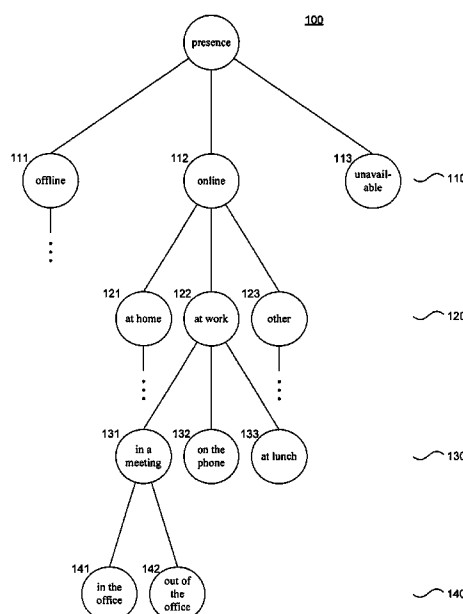 100
presence
111
112
113
offline
online
unavail-
able
110
121
122
123
at home
at work
other
120
131
132
133
in a
meeting
on the
phone
at lunch
130
141
142
in the
office
out of
the
office
140